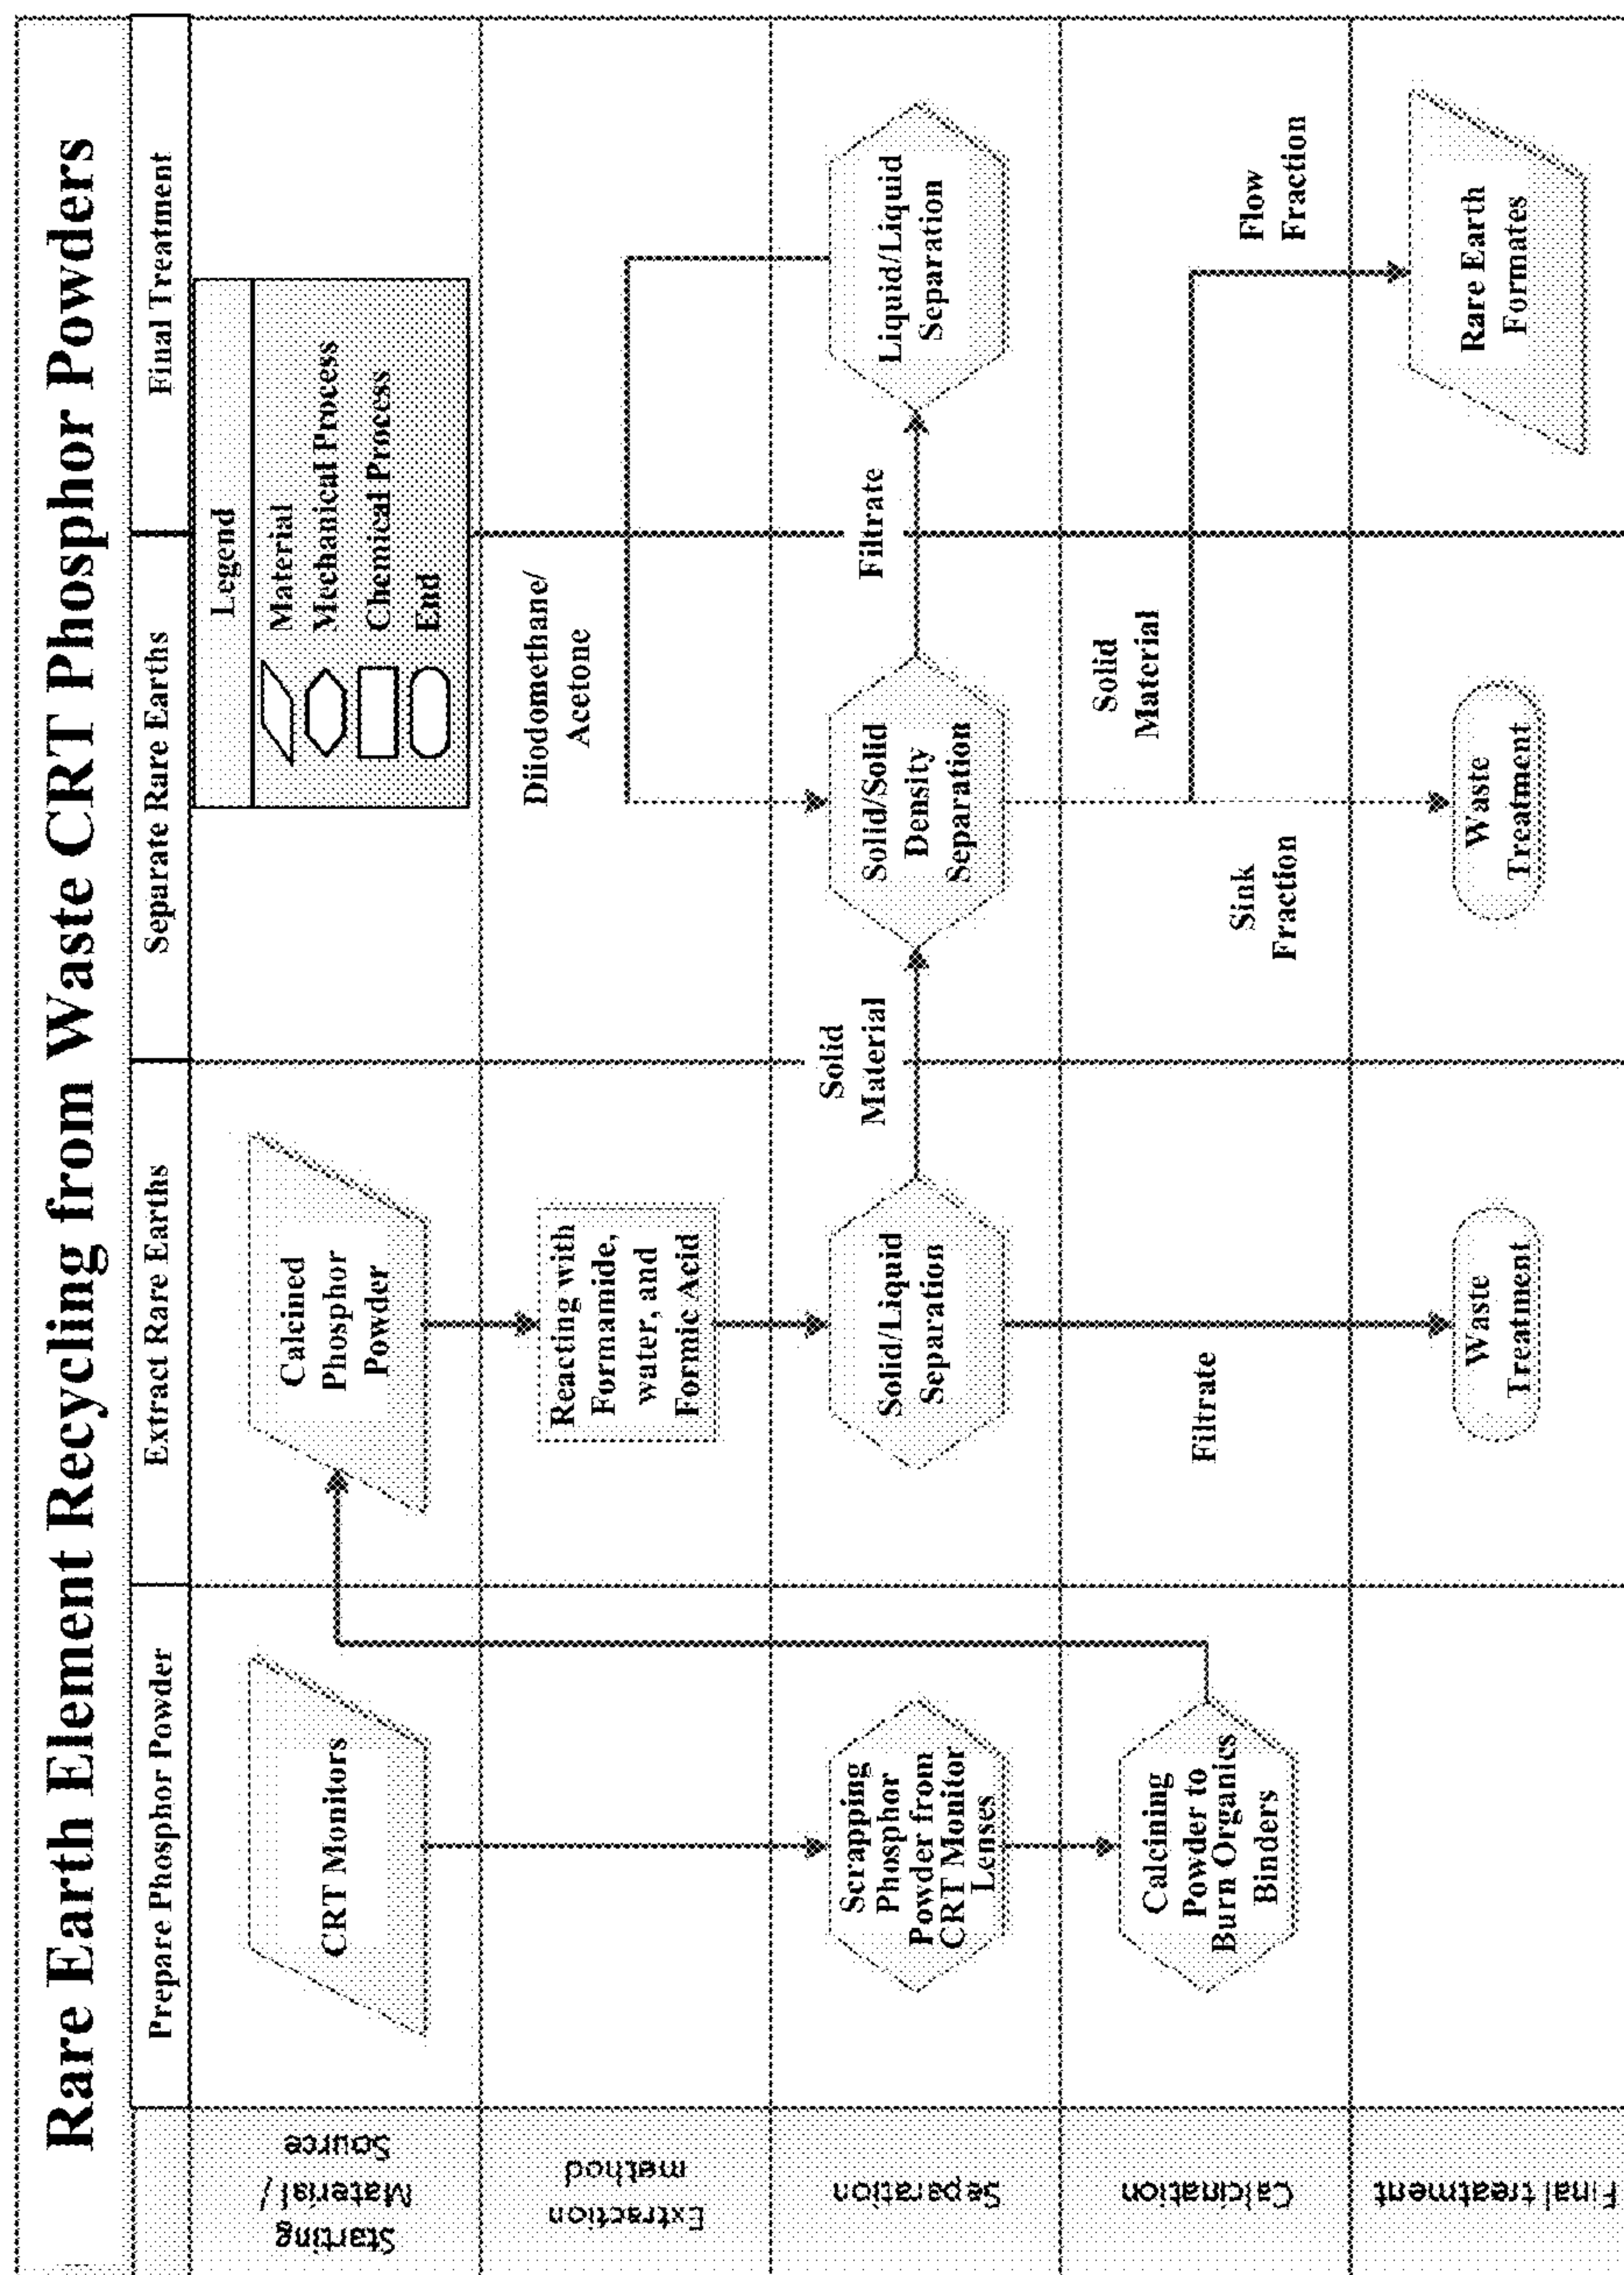 Rare Earth Element Recycling from Waste CRT Phosphor Powders
Prepare Phosphor Powder
Extract Rare Earths
Separate Rare Earths
Final Treatment
Starting
Material /
Source
CRT Monitors
Calcined
Phosphor
Powder
Legend
Material
Mechanical Process
Chemical Process
End
Extraction
method
Reacting with
Formamide,
water, and
Formic Acid
Diiodomethane/
Acetone
Separation
Scrapping
Phosphor
Powder from
CRT Monitor
Lenses
Solid/Liquid
Separation
Solid
Material
Solid/Solid
Density
Separation
Filtrate
Liquid/Liquid
Separation
Calcination
Calcining
Powder to
Burn Organics
Binders
Filtrate
Sink
Fraction
Solid
Material
Flow
Fraction
Final treatment
Waste
Treatment
Waste
Treatment
Rare Earth
Formates